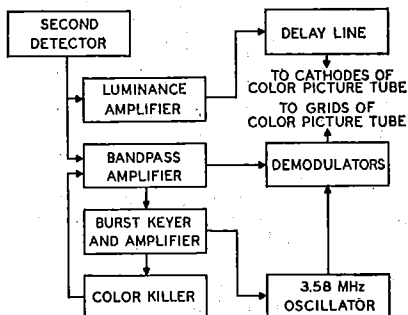 SECOND
DETECTOR
DELAY LINE
LUMINANCE
AMPLIFIER
TO CATHODES OF
COLOR PICTURE TUBE
TO GRIDS OF
COLOR PICTURE TUBE
BANDPASS
AMPLIFIER
DEMODULATORS
BURST KEYER
AND AMPLIFIER
COLOR KILLER
3.58 MHz
OSCILLATOR